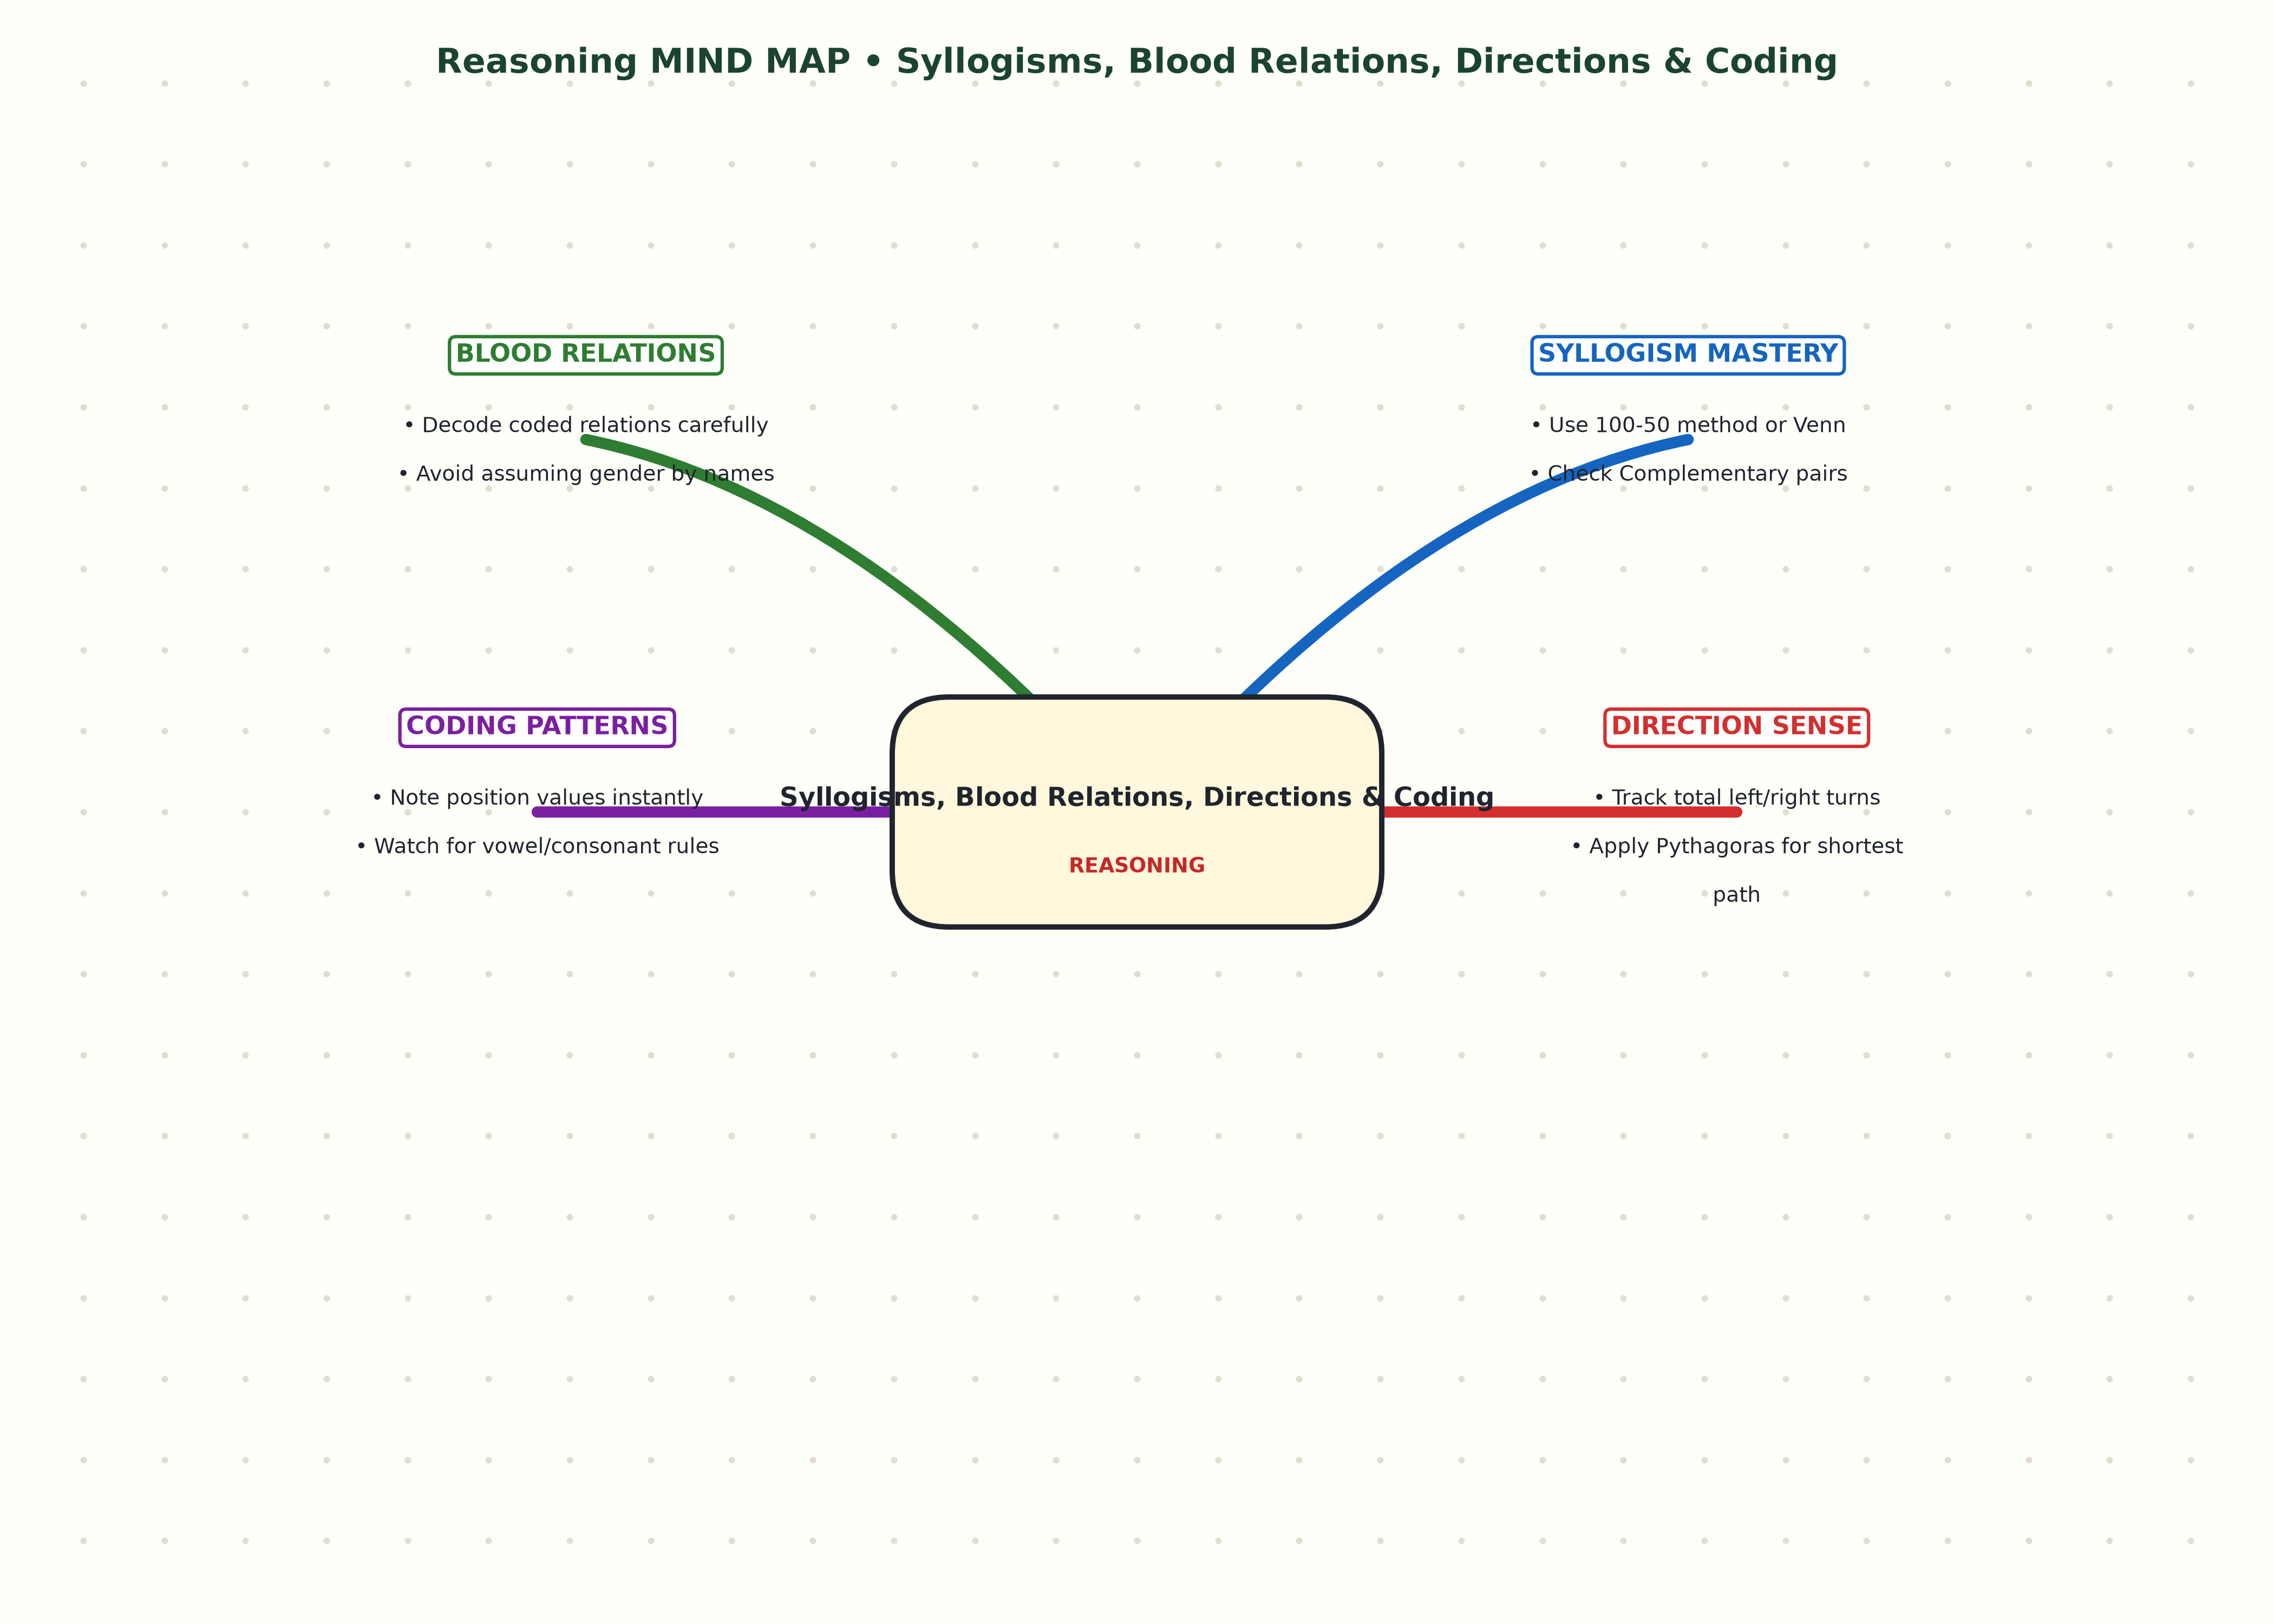 Reasoning MIND MAP • Syllogisms, Blood Relations, Directions & Coding
BLOOD RELATIONS
• Decode coded relations carefully
• Avoid assuming gender by names
SYLLOGISM MASTERY
• Use 100-50 method or Venn
• Check Complementary pairs
CODING PATTERNS
• Note position values instantly
• Watch for vowel/consonant rules
Syllogisms, Blood Relations, Directions & Coding
REASONING
DIRECTION SENSE
• Track total left/right turns
• Apply Pythagoras for shortest
path